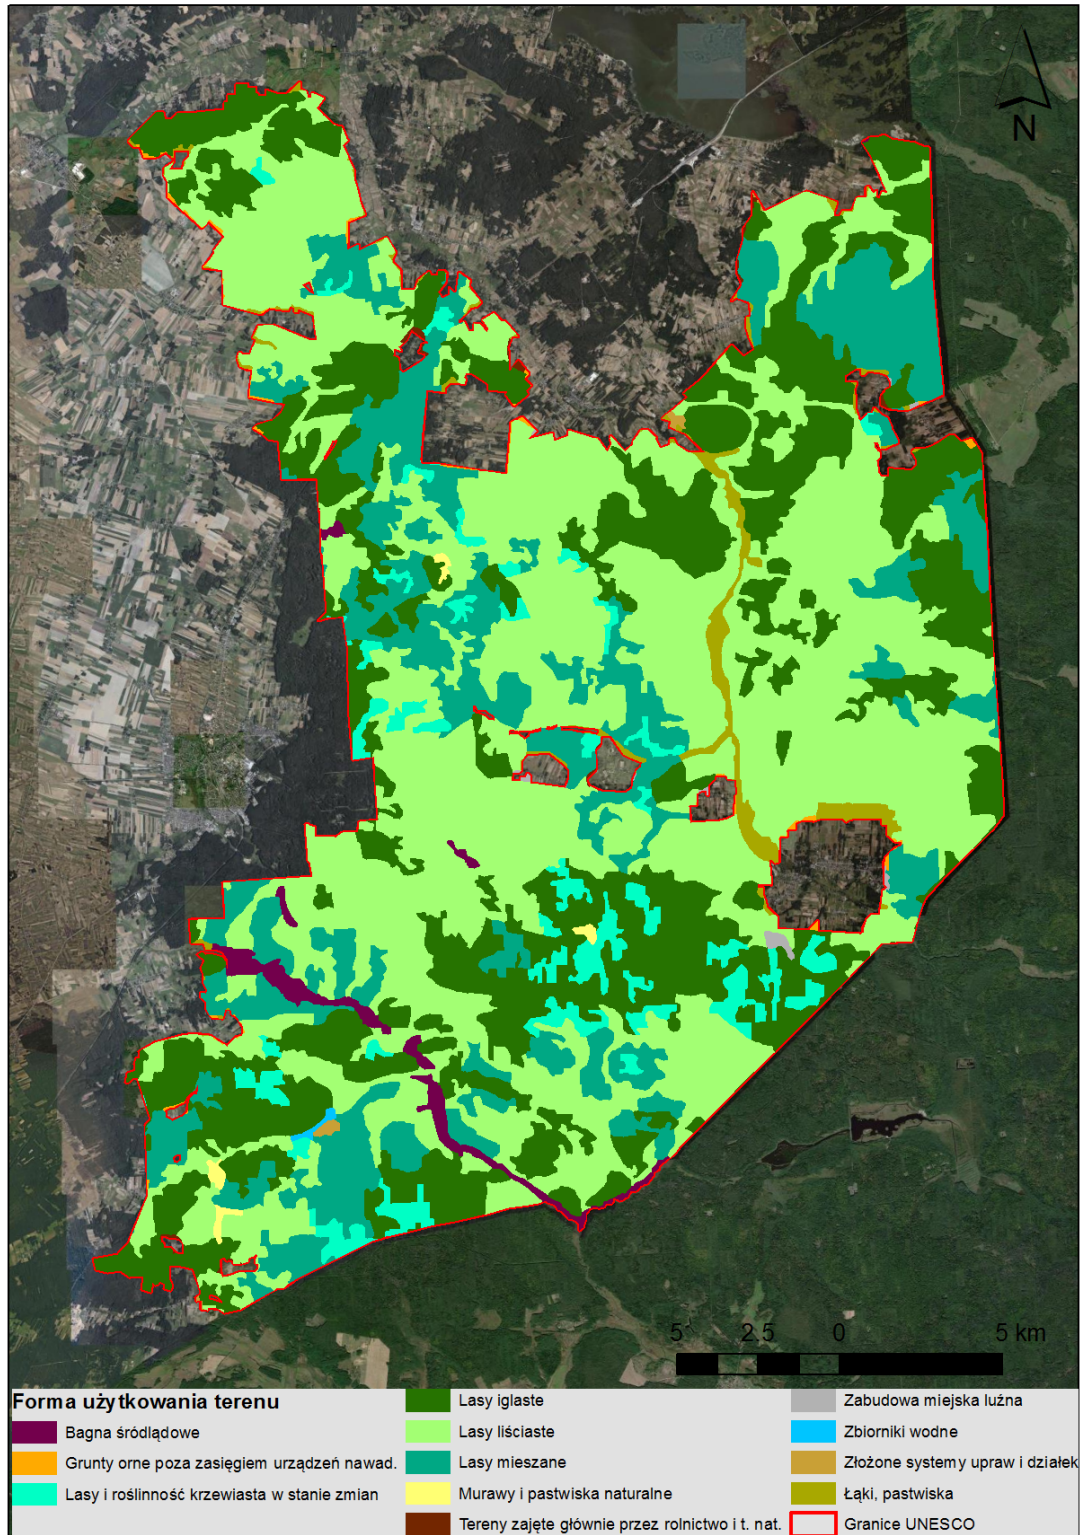 N
5 2.5 0 5 km
Forma użytkowania terenu
Bagna śródlądowe
Grunty orne poza zasięgiem urządzeń nawad.
Lasy i roślinność krzewiasta w stanie zmian
Lasy iglaste
Lasy liściaste
Lasy mieszane
Murawy i pastwiska naturalne
Tereny zajęte głównie przez rolnictwo i t. nat.
Zabudowa miejska luźna
Zbiorniki wodne
Złożone systemy upraw i działek
Łąki, pastwiska
Granice UNESCO